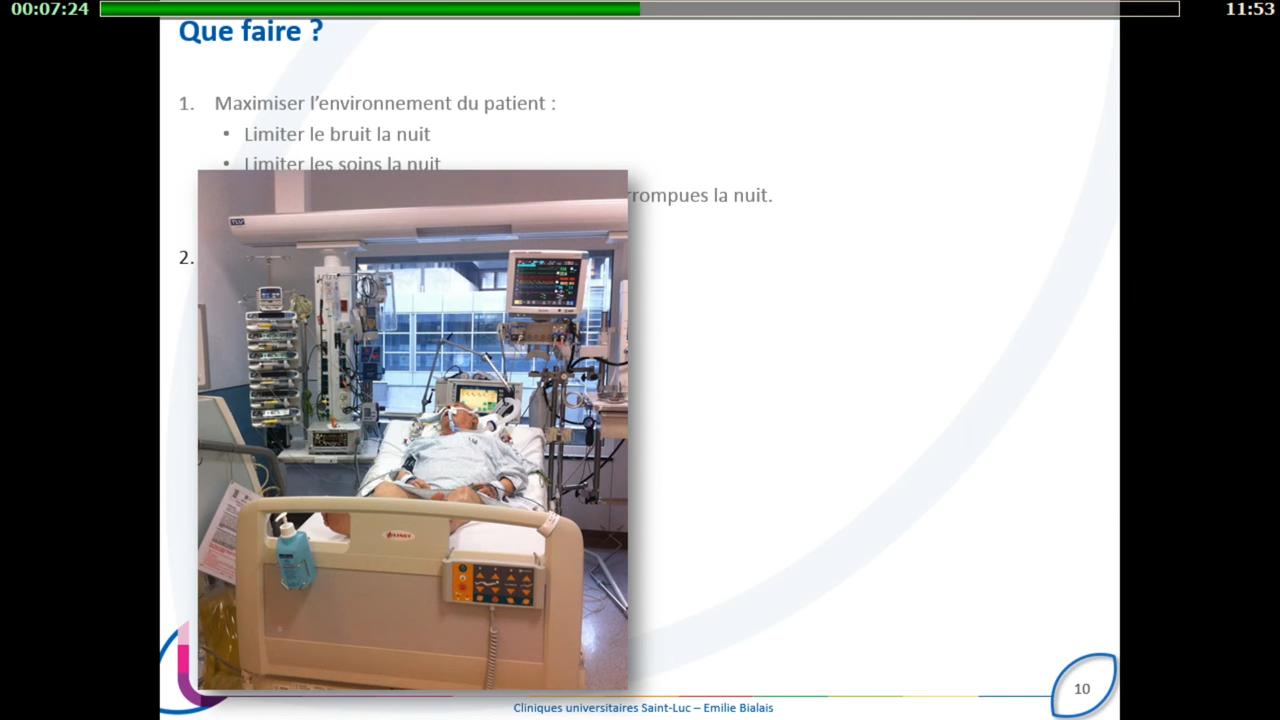 00:07:24
11:53
Que faire ?
1. Maximiser l'environnement du patient :
• Limiter le bruit la nuit
• Limiter les soins la nuit
rrompues la nuit.
2.
10
Cliniques universitaires Saint-Luc – Emilie Bialais